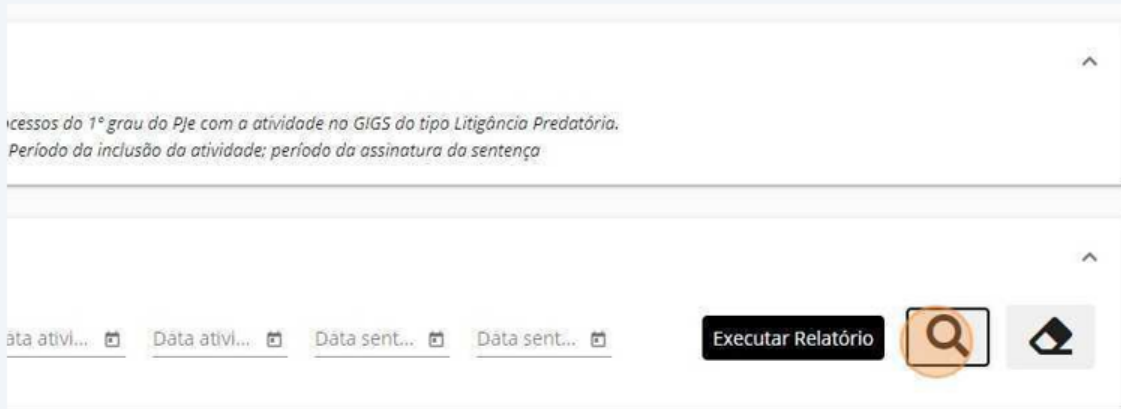 ocessos do 1º grau do PJe com a atividade no GIGS do tipo Litigância Predatória.
Período da inclusão da atividade; período da assinatura da sentença
ata ativi... Data ativi... Data sent... Data sent... Executar Relatório